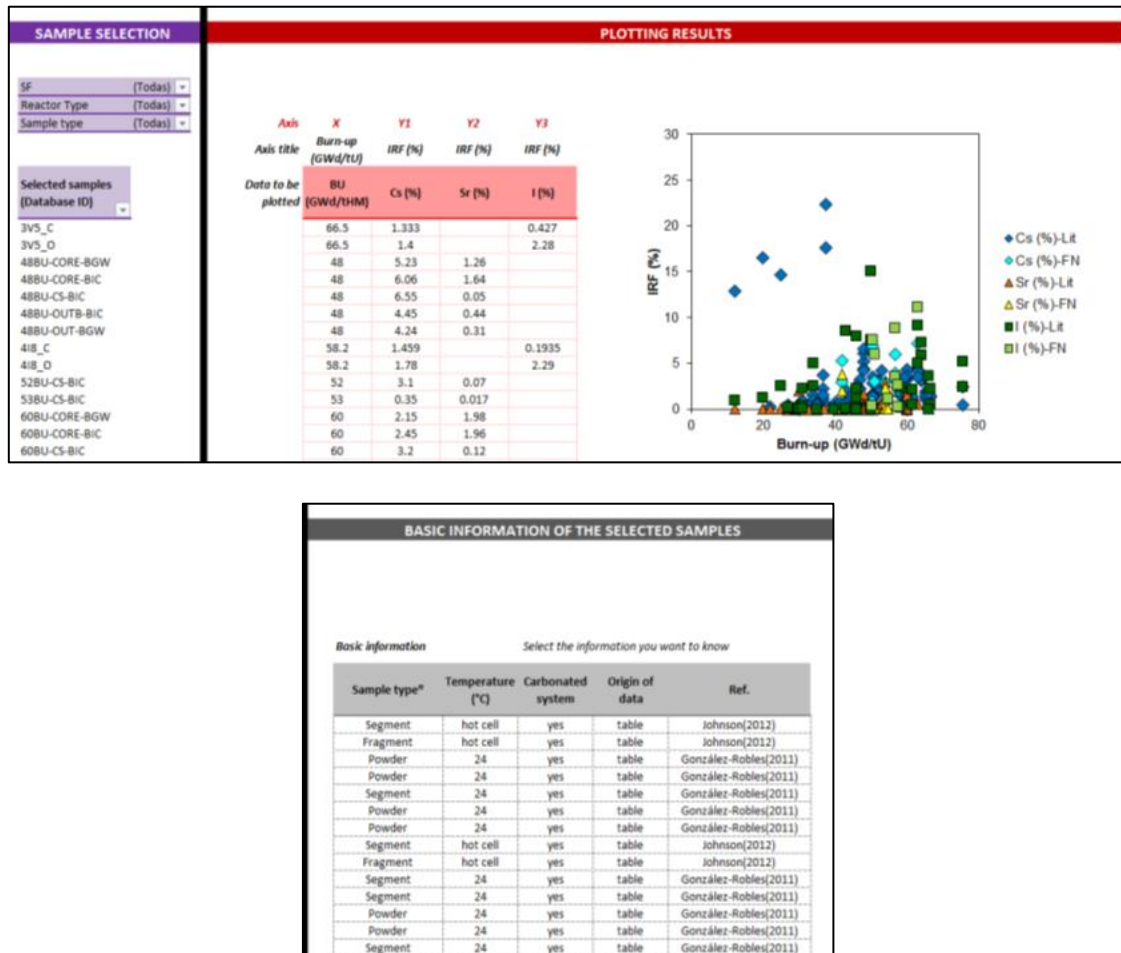 SAMPLE SELECTION
PLOTTING RESULTS
SF (Todas)
Reactor Type (Todas)
Sample type (Todas)
Axis X Y1 Y2 Y3
Axis title Burn-up (GWd/tU) IRF (%) IRF (%) IRF (%)
Selected samples (Database ID)
Data to be plotted BU (GWd/tHM) Cs (%) Sr (%) I (%)
3V5_C 66.5 1.333 0.427
3V5_O 66.5 1.4 2.28
48BU-CORE-BGW 48 5.23 1.26
48BU-CORE-BIC 48 6.06 1.64
48BU-CS-BIC 48 6.55 0.05
48BU-OUTB-BIC 48 4.45 0.44
48BU-OUT-BGW 48 4.24 0.31
4I8_C 58.2 1.459 0.1935
4I8_O 58.2 1.78 2.29
52BU-CS-BIC 52 3.1 0.07
53BU-CS-BIC 53 0.35 0.017
60BU-CORE-BGW 60 2.15 1.98
60BU-CORE-BIC 60 2.45 1.96
60BU-CS-BIC 60 3.2 0.12
IRF (%)
30
25
20
15
10
5
0
0 20 40 60 80
Burn-up (GWd/tU)
Cs (%)-Lit
Cs (%)-FN
Sr (%)-Lit
Sr (%)-FN
I (%)-Lit
I (%)-FN
BASIC INFORMATION OF THE SELECTED SAMPLES
Basic information Select the information you want to know
Sample type* Temperature (°C) Carbonated system Origin of data Ref.
Segment hot cell yes table Johnson(2012)
Fragment hot cell yes table Johnson(2012)
Powder 24 yes table González-Robles(2011)
Powder 24 yes table González-Robles(2011)
Segment 24 yes table González-Robles(2011)
Powder 24 yes table González-Robles(2011)
Powder 24 yes table González-Robles(2011)
Segment hot cell yes table Johnson(2012)
Fragment hot cell yes table Johnson(2012)
Segment 24 yes table González-Robles(2011)
Segment 24 yes table González-Robles(2011)
Powder 24 yes table González-Robles(2011)
Powder 24 yes table González-Robles(2011)
Segment 24 yes table González-Robles(2011)